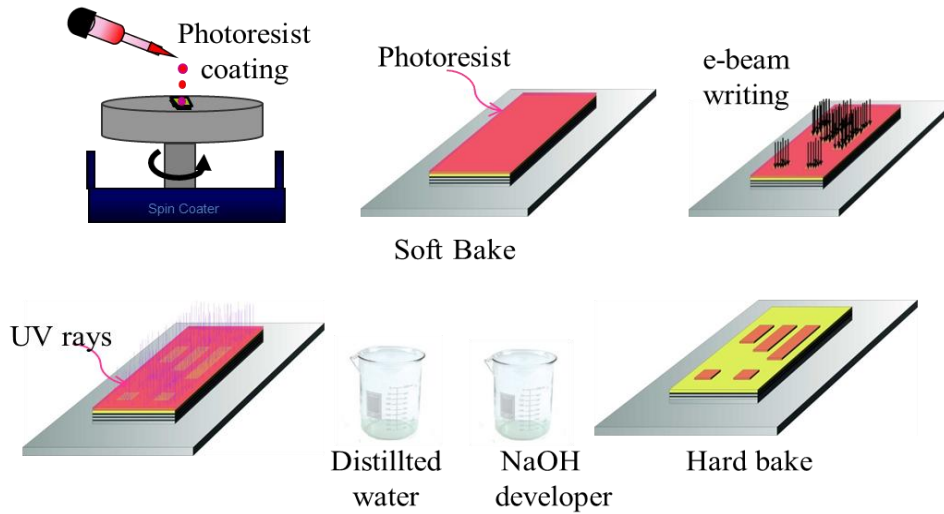 Photoresist
coating
Spin Coater
Photoresist
Soft Bake
e-beam
writing
UV rays
Distillted
water
NaOH
developer
Hard bake